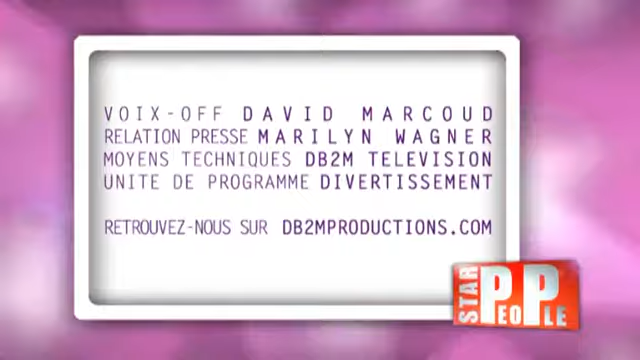 VOIX-OFF DAVID MARCOUD
RELATION PRESSE MARILYN WAGNER
MOYENS TECHNIQUES DB2M TELEVISION
UNITE DE PROGRAMME DIVERTISSEMENT
RETROUVEZ-NOUS SUR DB2MPRODUCTIONS.COM
STAR PEOPLE